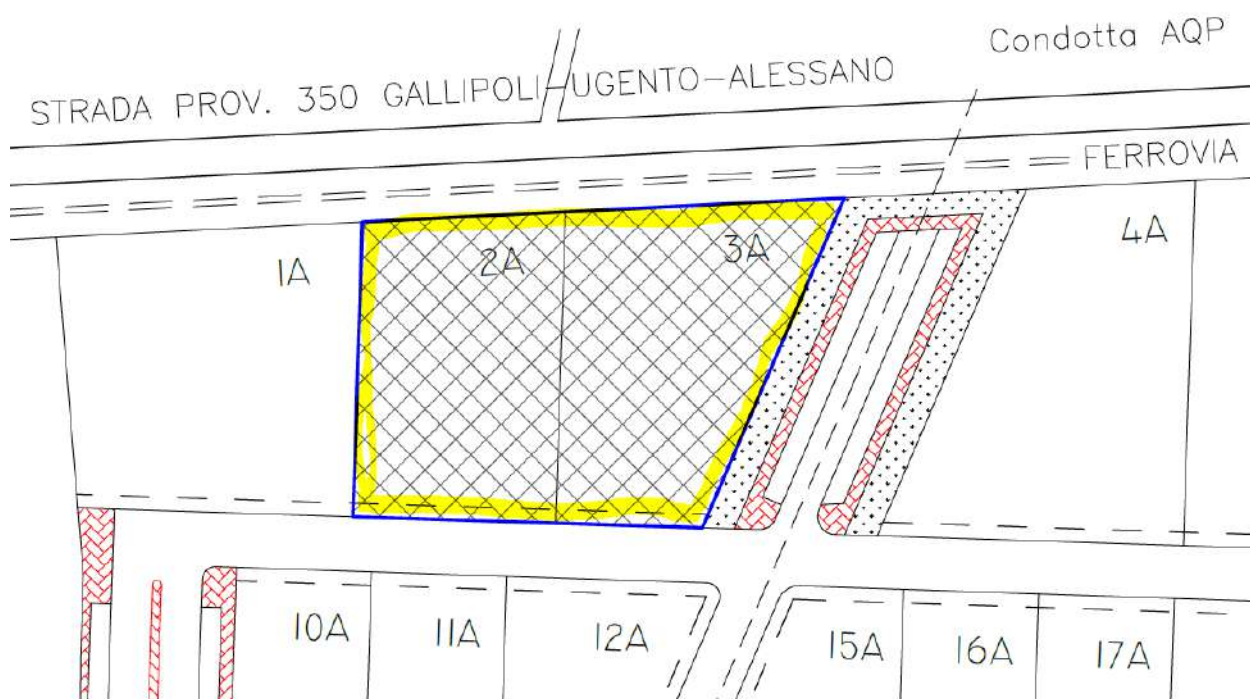 Condotta AQP
STRADA PROV. 350 GALLIPOLI-UGENTO-ALESSANO
FERROVIA
1A
2A
3A
4A
10A
11A
12A
15A
16A
17A